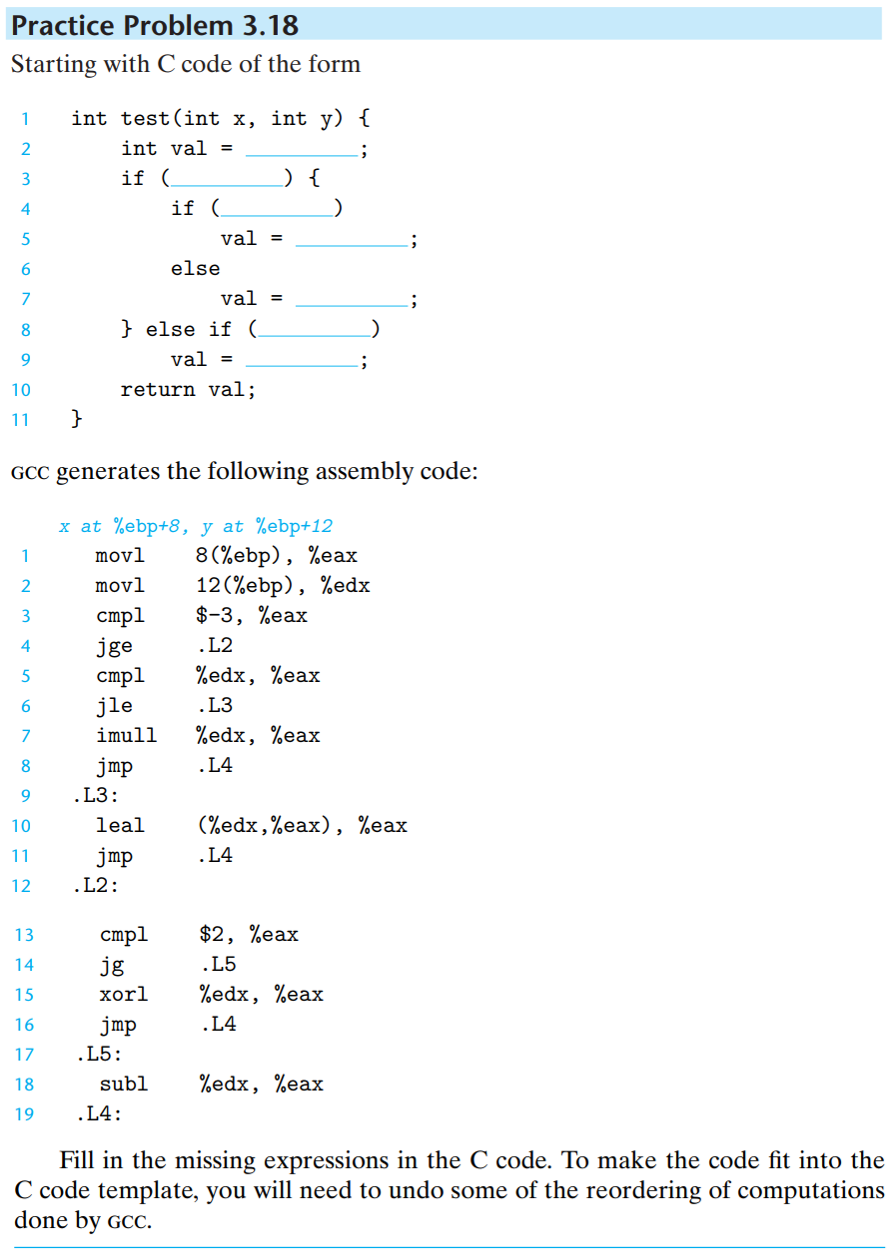 Practice Problem 3.18
Starting with C code of the form
1 int test(int x, int y) {
2 int val = __________;
3 if (__________) {
4 if (__________)
5 val = __________;
6 else
7 val = __________;
8 } else if (__________)
9 val = __________;
10 return val;
11 }
GCC generates the following assembly code:
x at %ebp+8, y at %ebp+12
1 movl 8(%ebp), %eax
2 movl 12(%ebp), %edx
3 cmpl $-3, %eax
4 jge .L2
5 cmpl %edx, %eax
6 jle .L3
7 imull %edx, %eax
8 jmp .L4
9 .L3:
10 leal (%edx,%eax), %eax
11 jmp .L4
12 .L2:
13 cmpl $2, %eax
14 jg .L5
15 xorl %edx, %eax
16 jmp .L4
17 .L5:
18 subl %edx, %eax
19 .L4:
Fill in the missing expressions in the C code. To make the code fit into the
C code template, you will need to undo some of the reordering of computations
done by GCC.